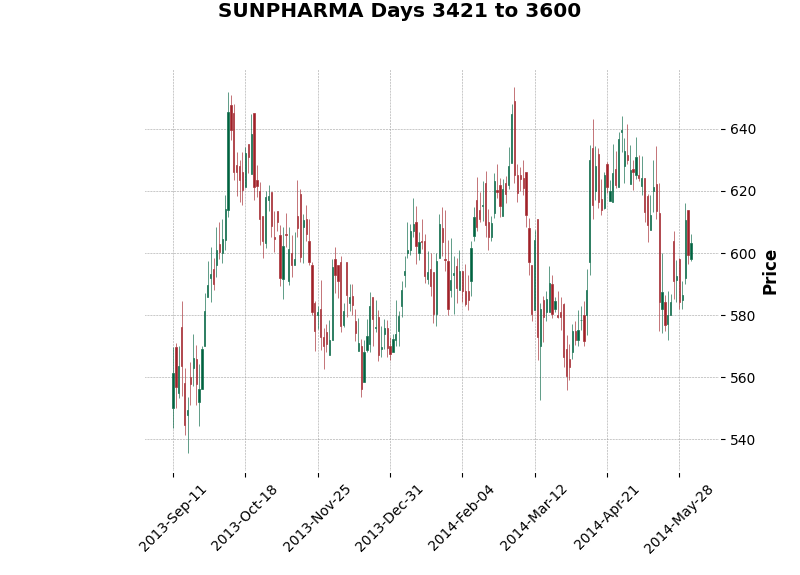 SUNPHARMA Days 3421 to 3600
640
620
600
580
560
540
Price
2013-Sep-11
2013-Oct-18
2013-Nov-25
2013-Dec-31
2014-Feb-04
2014-Mar-12
2014-Apr-21
2014-May-28